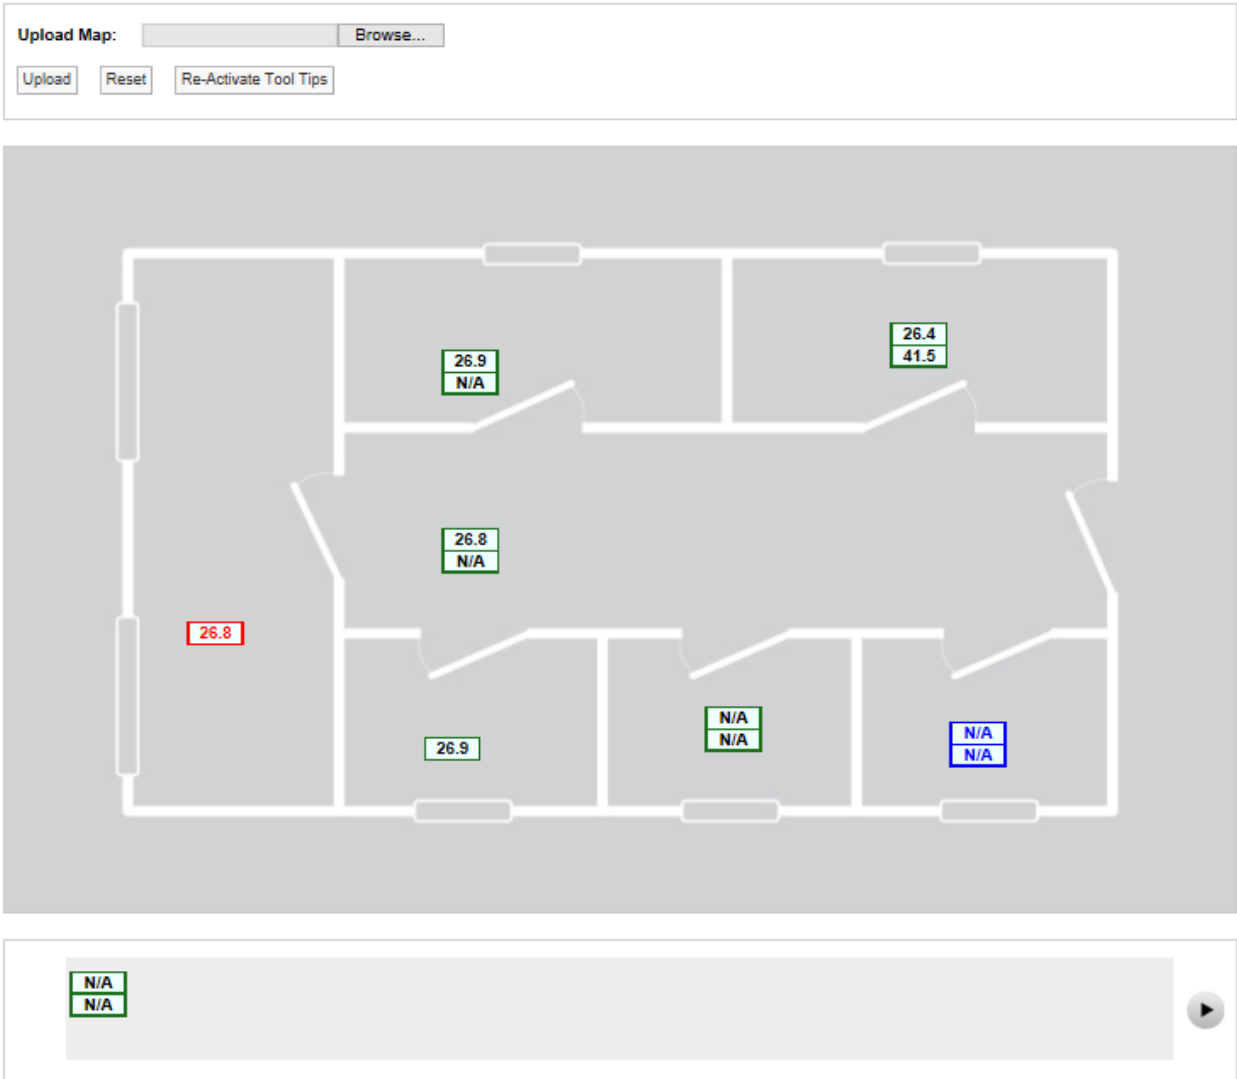 Upload Map: Browse...
Upload Reset Re-Activate Tool Tips
26.4
41.5
26.9
N/A
26.8
N/A
26.8
26.9
N/A
N/A
N/A
N/A
N/A
N/A